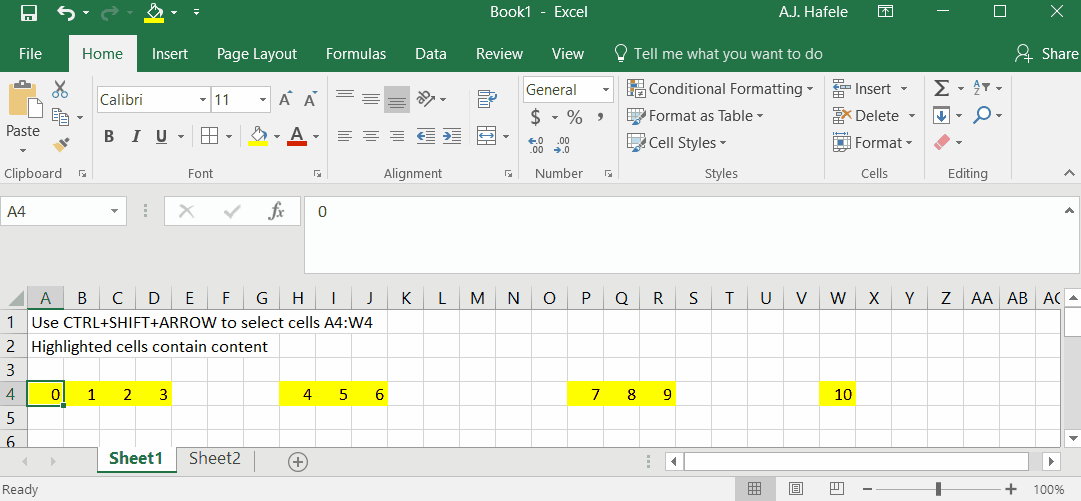 Book1 - Excel
A.J. Hafele
File Home Insert Page Layout Formulas Data Review View Tell me what you want to do Share
Paste
Calibri 11
B I U A
General
$ % ,
Conditional Formatting
Format as Table
Cell Styles
Insert
Delete
Format
Clipboard Font Alignment Number Styles Cells Editing
A4 fx 0
A B C D E F G H I J K L M N O P Q R S T U V W X Y Z AA AB AC
1 Use CTRL+SHIFT+ARROW to select cells A4:W4
2 Highlighted cells contain content
3
4 0 1 2 3 4 5 6 7 8 9 10
5
6
Sheet1 Sheet2
Ready 100%